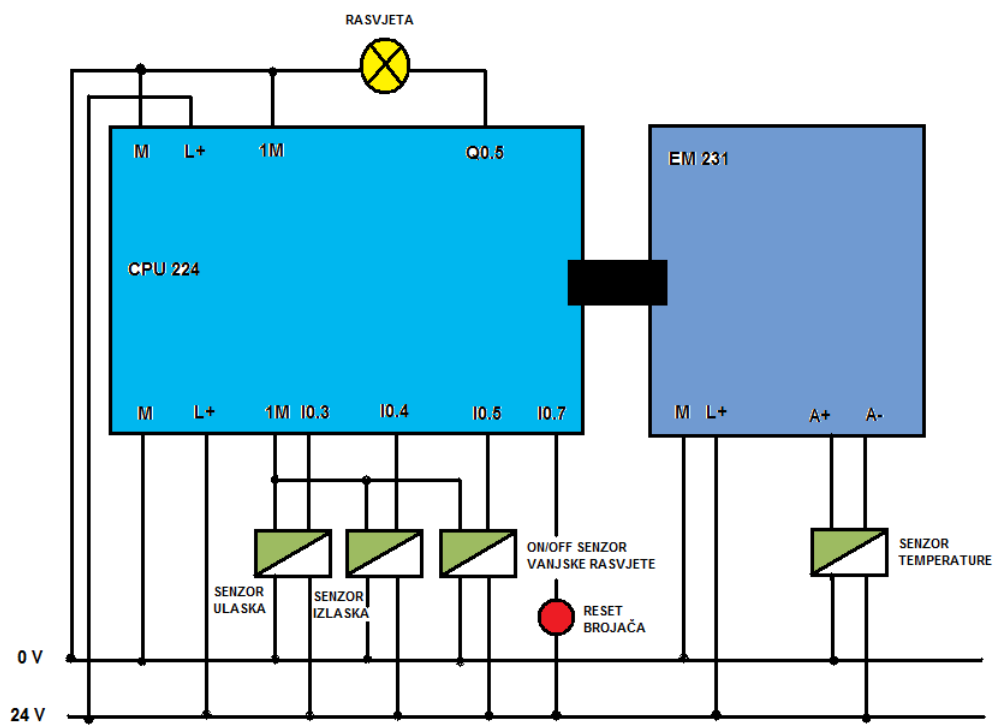 RASVJETA
M L+ 1M Q0.5
EM 231
CPU 224
M L+ 1M I0.3 I0.4 I0.5 I0.7
M L+ A+ A-
SENZOR
ULASKA
SENZOR
IZLASKA
ON/OFF SENZOR
VANJSKE RASVJETE
SENZOR
TEMPERATURE
RESET
BROJAČA
0 V
24 V